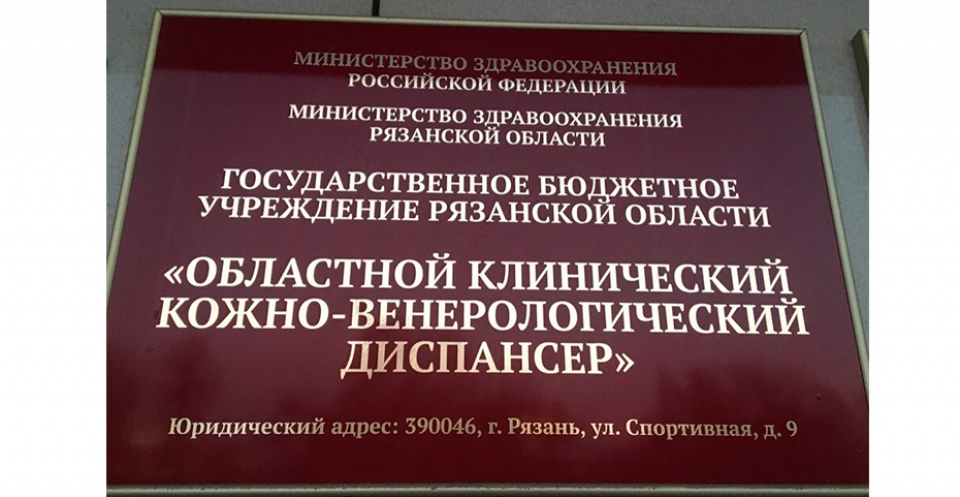 МИНИСТЕРСТВО ЗДРАВООХРАНЕНИЯ
РОССИЙСКОЙ ФЕДЕРАЦИИ
МИНИСТЕРСТВО ЗДРАВООХРАНЕНИЯ
РЯЗАНСКОЙ ОБЛАСТИ
ГОСУДАРСТВЕННОЕ БЮДЖЕТНОЕ
УЧРЕЖДЕНИЕ РЯЗАНСКОЙ ОБЛАСТИ
«ОБЛАСТНОЙ КЛИНИЧЕСКИЙ
КОЖНО-ВЕНЕРОЛОГИЧЕСКИЙ
ДИСПАНСЕР»
Юридический адрес: 390046, г. Рязань, ул. Спортивная, д. 9